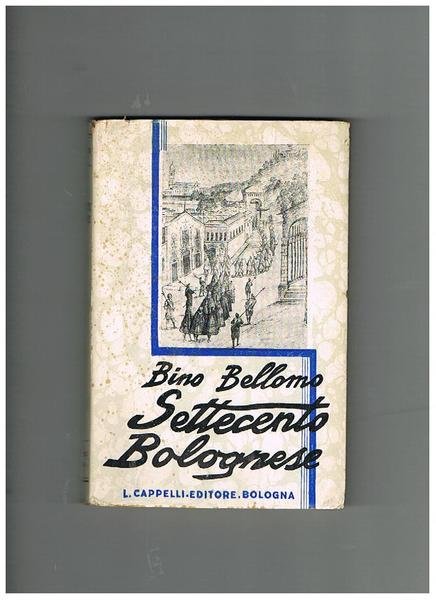 Bino Bellomo
Settecento
Bolognese
L. CAPPELLI-EDITORE. BOLOGNA